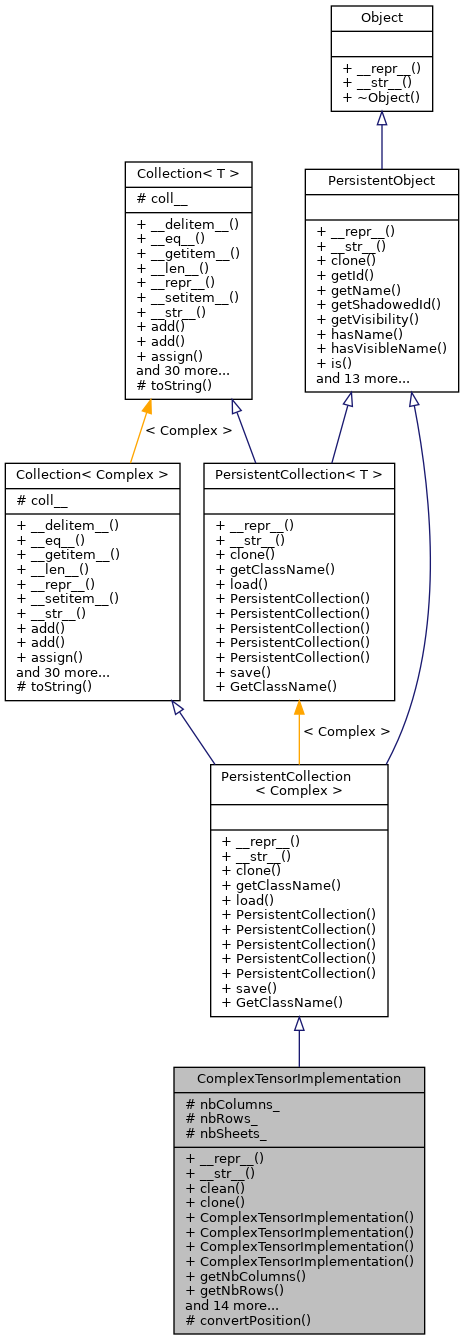 Object
+ __repr__()
+ __str__()
+ ~Object()
Collection< T >
# coll__
+ __delitem__()
+ __eq__()
+ __getitem__()
+ __len__()
+ __repr__()
+ __setitem__()
+ __str__()
+ add()
+ add()
+ assign()
and 30 more...
# toString()
PersistentObject
+ __repr__()
+ __str__()
+ clone()
+ getId()
+ getName()
+ getShadowedId()
+ getVisibility()
+ hasName()
+ hasVisibleName()
+ is()
and 13 more...
< Complex >
Collection< Complex >
# coll__
+ __delitem__()
+ __eq__()
+ __getitem__()
+ __len__()
+ __repr__()
+ __setitem__()
+ __str__()
+ add()
+ add()
+ assign()
and 30 more...
# toString()
PersistentCollection< T >
+ __repr__()
+ __str__()
+ clone()
+ getClassName()
+ load()
+ PersistentCollection()
+ PersistentCollection()
+ PersistentCollection()
+ PersistentCollection()
+ PersistentCollection()
+ save()
+ GetClassName()
< Complex >
PersistentCollection
< Complex >
+ __repr__()
+ __str__()
+ clone()
+ getClassName()
+ load()
+ PersistentCollection()
+ PersistentCollection()
+ PersistentCollection()
+ PersistentCollection()
+ PersistentCollection()
+ save()
+ GetClassName()
ComplexTensorImplementation
# nbColumns_
# nbRows_
# nbSheets_
+ __repr__()
+ __str__()
+ clean()
+ clone()
+ ComplexTensorImplementation()
+ ComplexTensorImplementation()
+ ComplexTensorImplementation()
+ ComplexTensorImplementation()
+ getNbColumns()
+ getNbRows()
and 14 more...
# convertPosition()